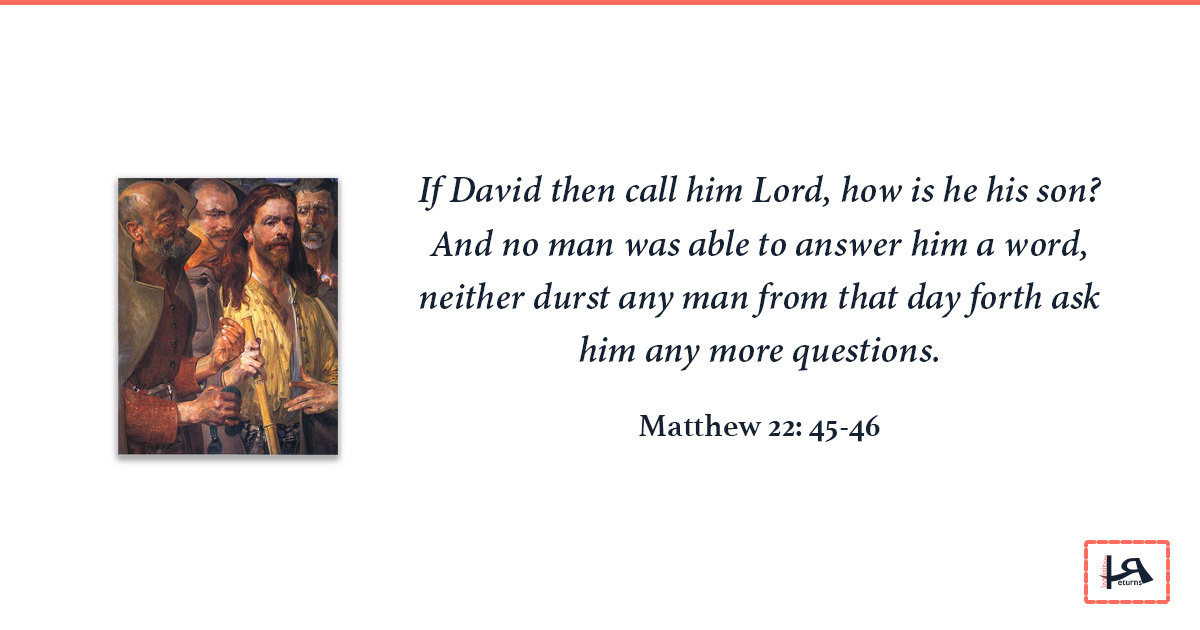 If David then call him Lord, how is he his son?
And no man was able to answer him a word,
neither durst any man from that day forth ask
him any more questions.
Matthew 22: 45-46
eturns